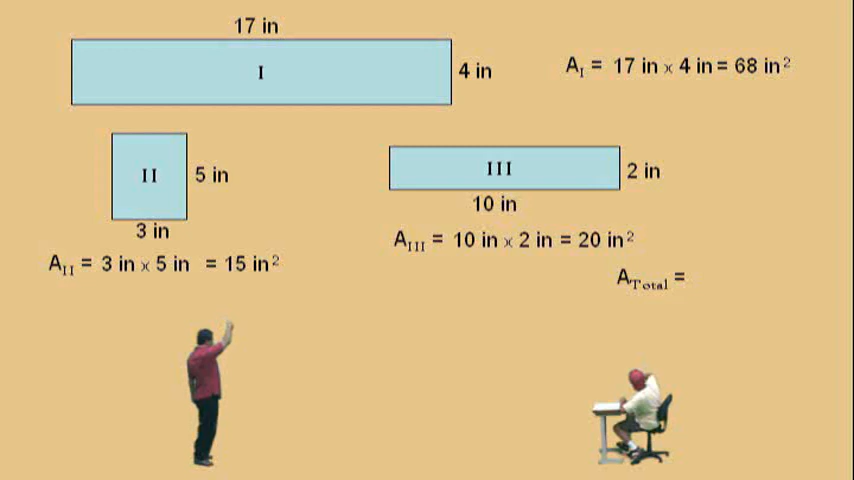 17 in
I
4 in
A_I = 17 in x 4 in = 68 in²
II
5 in
3 in
A_II = 3 in x 5 in = 15 in²
III
2 in
10 in
A_III = 10 in x 2 in = 20 in²
A_Total =